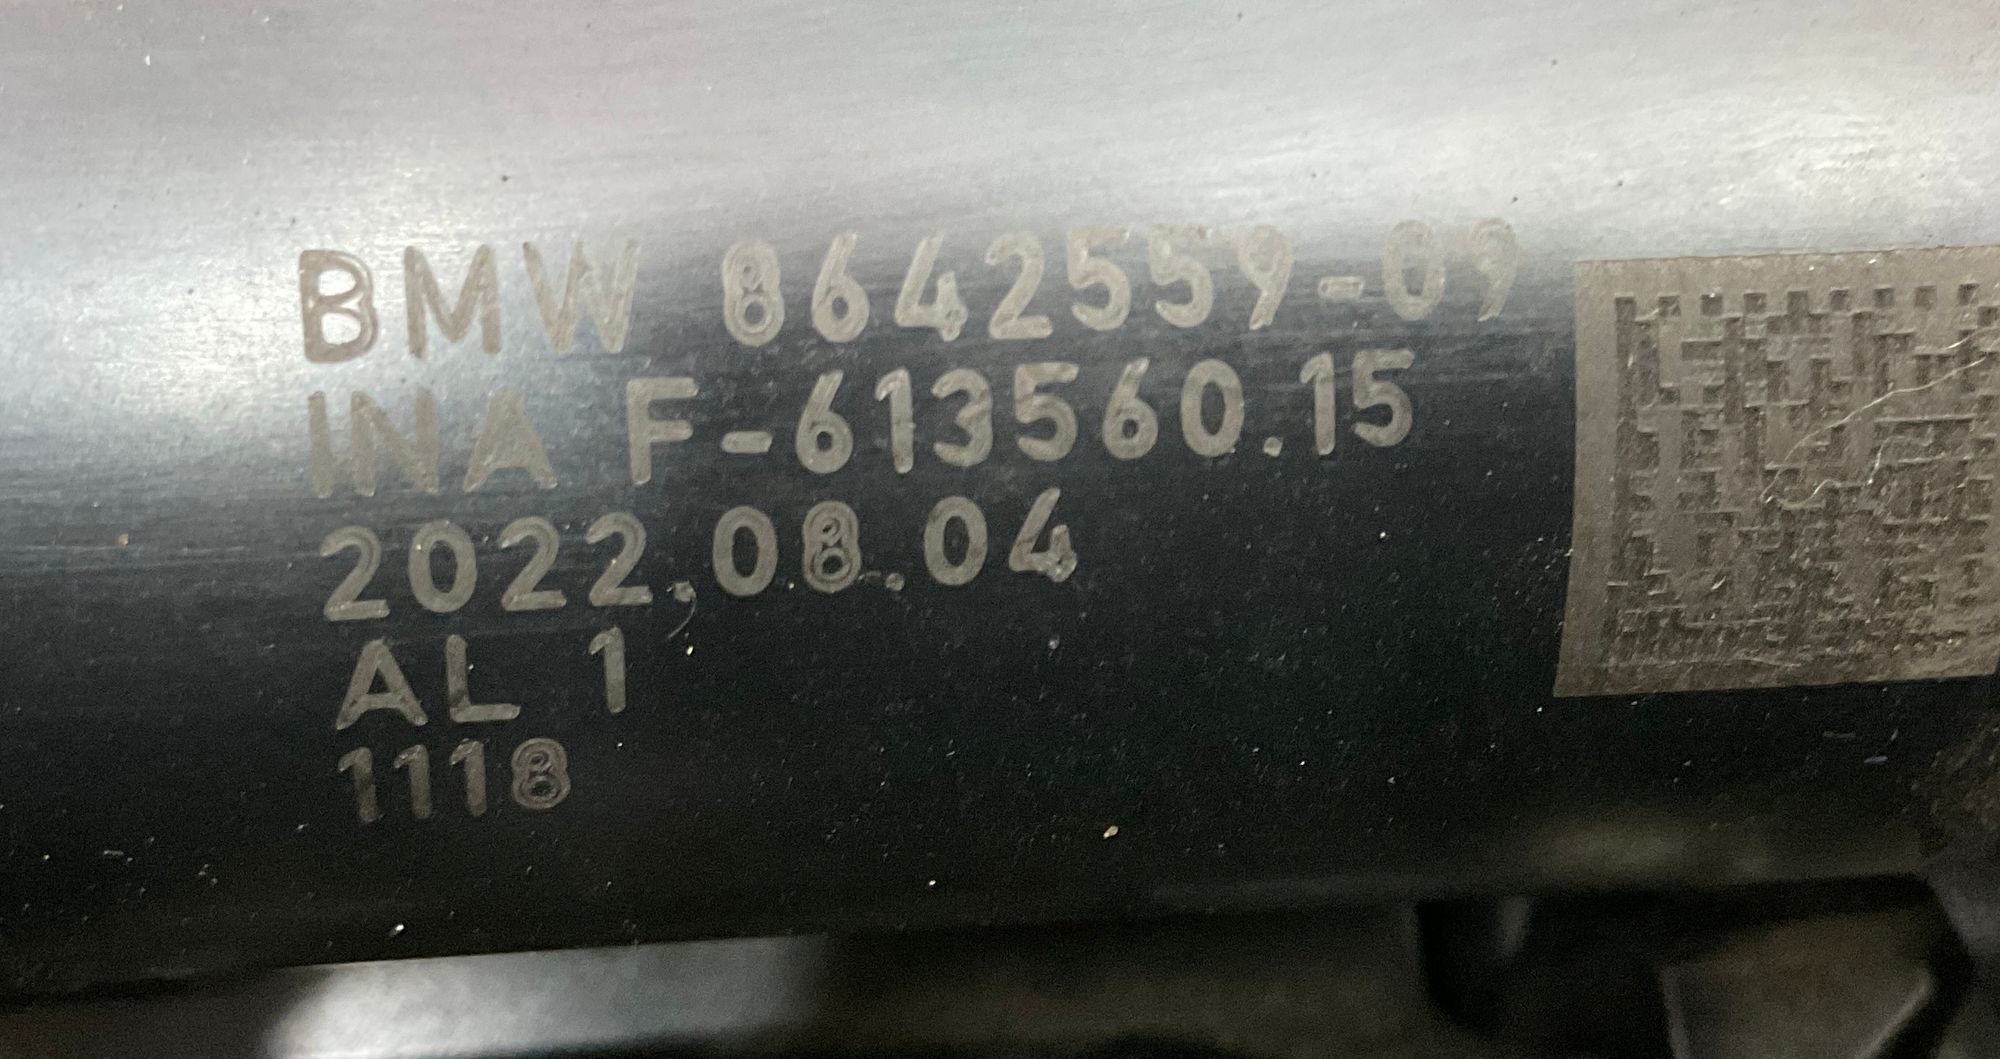 BMW 8642559-09
INA F-613560.15
2022.08.04
AL 1
1118